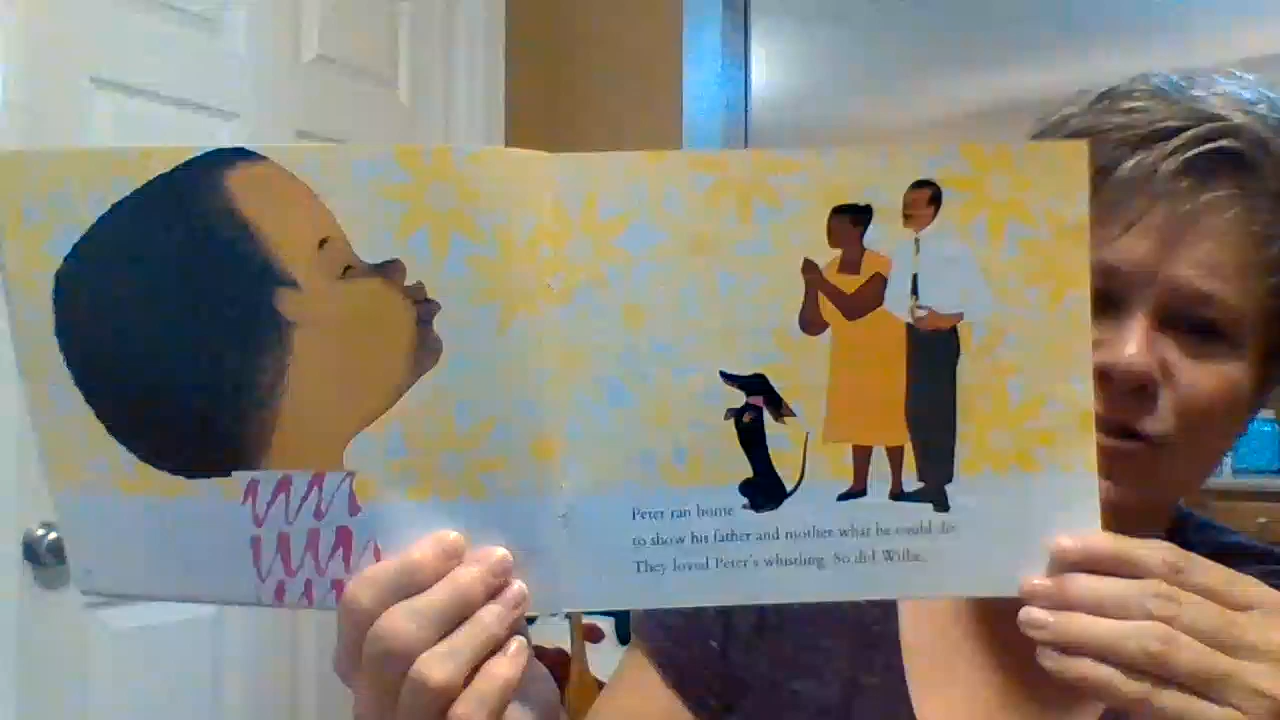 Peter ran home
to show his father and mother what he could do.
They loved Peter's whistling. So did Willie.